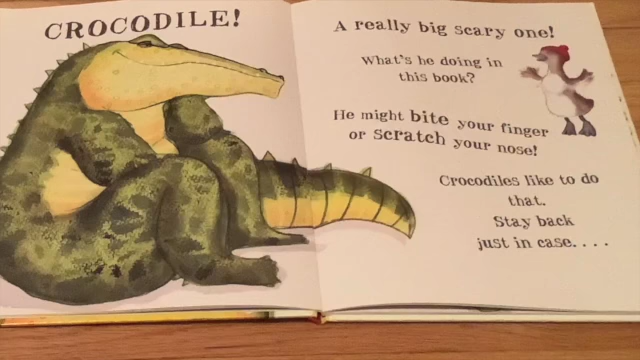 CROCODILE!
A really big scary one!
What's he doing in
this book?
He might bite your finger
or scratch your nose!
Crocodiles like to do
that.
Stay back
just in case....